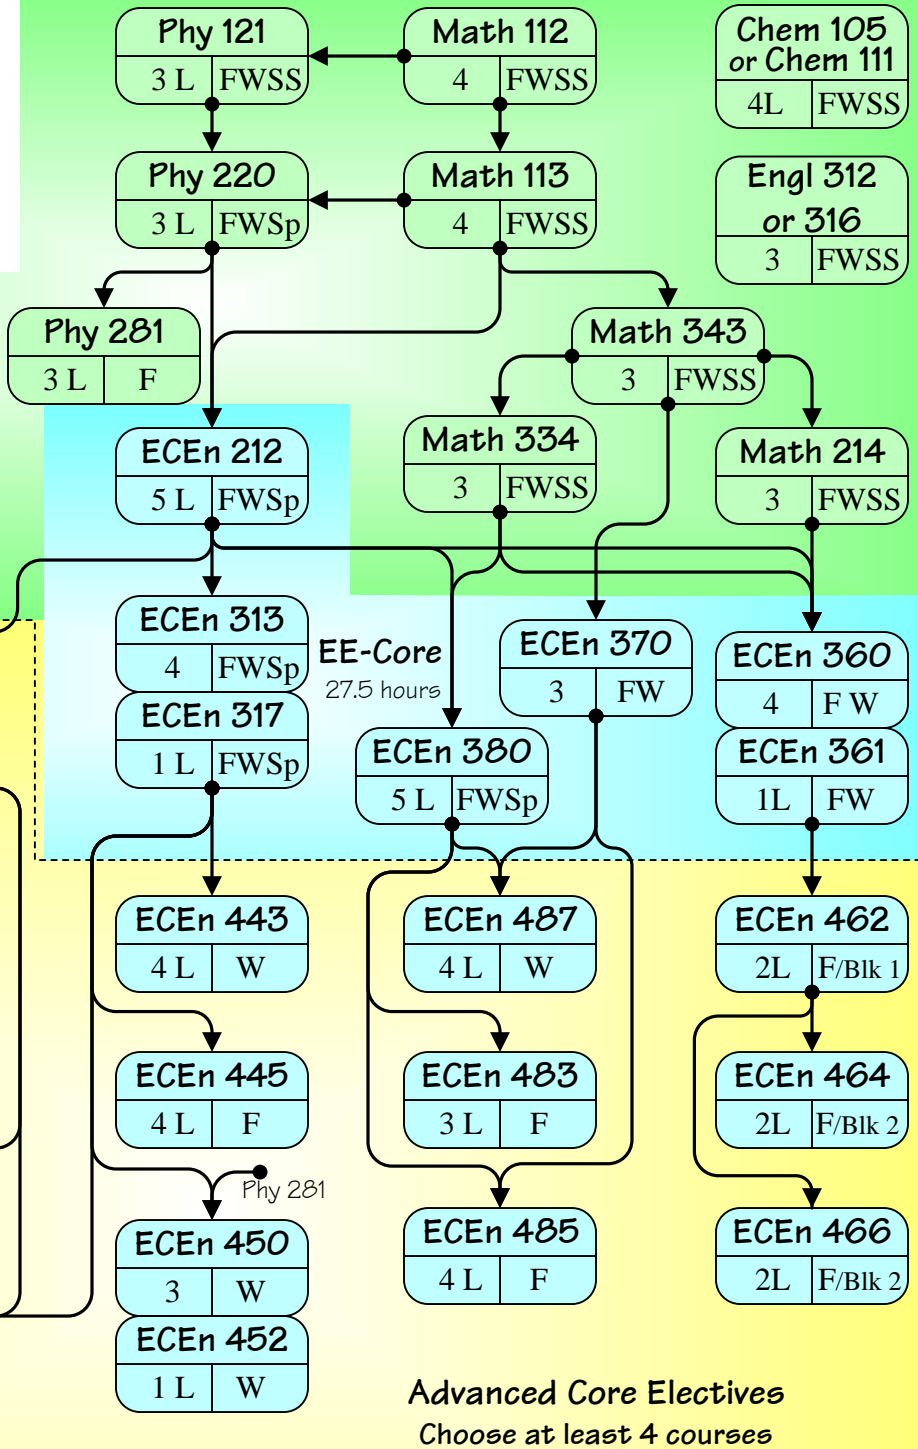 Phy 121
3 L FWSS
Math 112
4 FWSS
Chem 105
or Chem 111
4L FWSS
Phy 220
3 L FWSp
Math 113
4 FWSS
Engl 312
or 316
3 FWSS
Phy 281
3 L F
Math 343
3 FWSS
ECEn 212
5 L FWSp
Math 334
3 FWSS
Math 214
3 FWSS
ECEn 313
4 FWSp
ECEn 317
1 L FWSp
EE-Core
27.5 hours
ECEn 370
3 FW
ECEn 360
4 F W
ECEn 361
1L FW
ECEn 380
5 L FWSp
ECEn 443
4 L W
ECEn 487
4 L W
ECEn 462
2L F/Blk 1
ECEn 445
4 L F
ECEn 483
3 L F
ECEn 464
2L F/Blk 2
Phy 281
ECEn 450
3 W
ECEn 452
1 L W
ECEn 485
4 L F
ECEn 466
2L F/Blk 2
Advanced Core Electives
Choose at least 4 courses